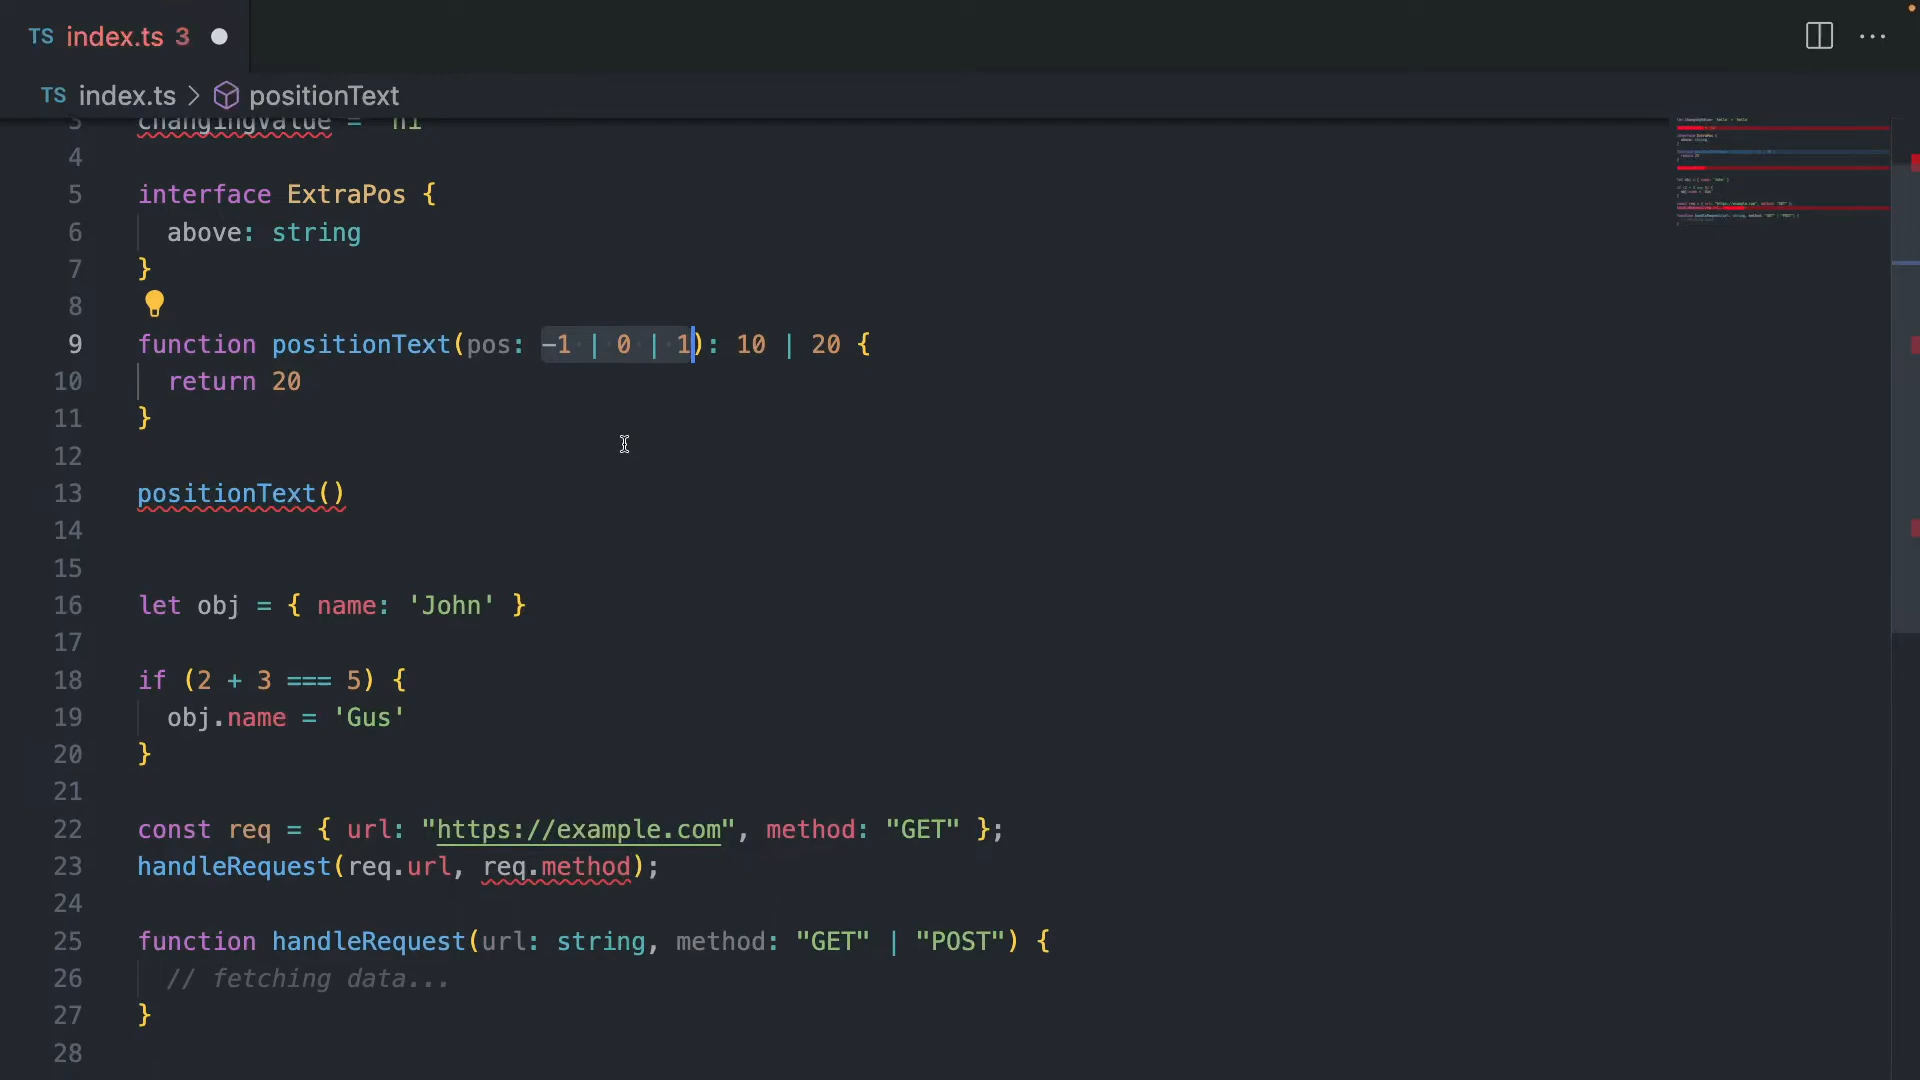 TS index.ts 3
TS index.ts > positionText
3 changingValue = 'hi'
4
5 interface ExtraPos {
6 above: string
7 }
8
9 function positionText(pos: -1 | 0 | 1): 10 | 20 {
10 return 20
11 }
12
13 positionText()
14
15
16 let obj = { name: 'John' }
17
18 if (2 + 3 === 5) {
19 obj.name = 'Gus'
20 }
21
22 const req = { url: "https://example.com", method: "GET" };
23 handleRequest(req.url, req.method);
24
25 function handleRequest(url: string, method: "GET" | "POST") {
26 // fetching data...
27 }
28